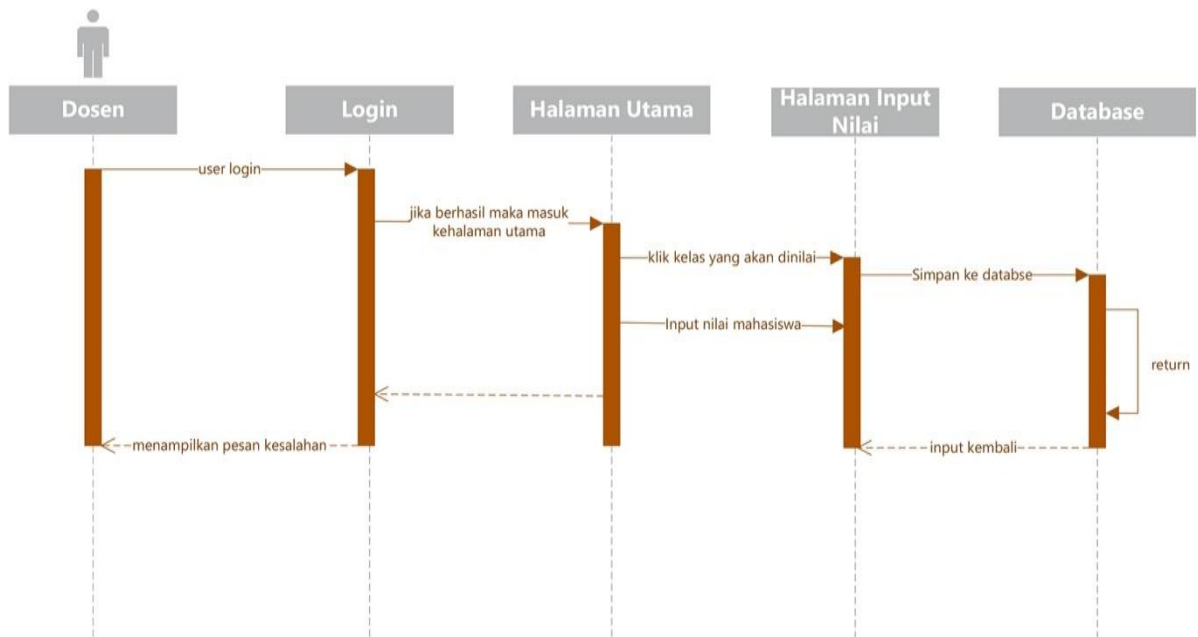 Dosen
Login
Halaman Utama
Halaman Input
Nilai
Database
user login
jika berhasil maka masuk
kehalaman utama
klik kelas yang akan dinilai
Simpan ke databse
Input nilai mahasiswa
return
menampilkan pesan kesalahan
input kembali